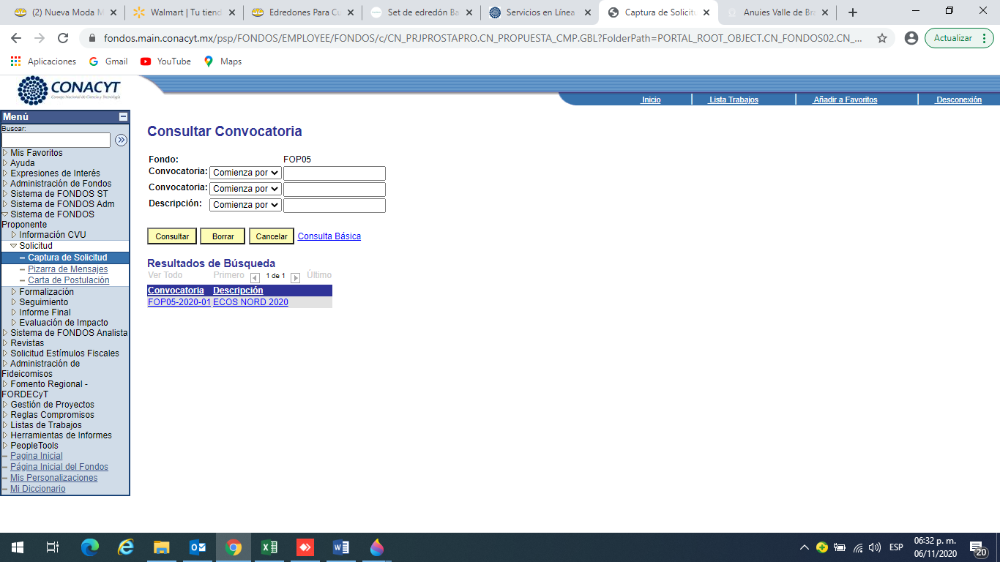 (2) Nueva Moda M
Walmart | Tu tiend
Edredones Para Cu
Set de edredón Ba
Servicios en Línea
Captura de Solicitu
Anuies Valle de Bra
fondos.main.conacyt.mx/psp/FONDOS/EMPLOYEE/FONDOS/c/CN_PRJPROSTAPRO.CN_PROPUESTA_CMP.GBL?FolderPath=PORTAL_ROOT_OBJECT.CN_FONDOS02.CN_...
Actualizar
Aplicaciones
Gmail
YouTube
Maps
CONACYT
Consejo Nacional de Ciencia y Tecnología
Inicio
Lista Trabajos
Añadir a Favoritos
Desconexión
Menú
Buscar:
Mis Favoritos
Ayuda
Expresiones de Interés
Administración de Fondos
Sistema de FONDOS ST
Sistema de FONDOS Adm
Sistema de FONDOS
Proponente
Información CVU
Solicitud
Captura de Solicitud
Pizarra de Mensajes
Carta de Postulación
Formalización
Seguimiento
Informe Final
Evaluación de Impacto
Sistema de FONDOS Analista
Revistas
Solicitud Estímulos Fiscales
Administración de
Fideicomisos
Fomento Regional -
FORDECyT
Gestión de Proyectos
Reglas Compromisos
Listas de Trabajos
Herramientas de Informes
PeopleTools
Pagina Inicial
Página Inicial del Fondos
Mis Personalizaciones
Mi Diccionario
Consultar Convocatoria
Fondo: FOP05
Convocatoria: Comienza por
Convocatoria: Comienza por
Descripción: Comienza por
Consultar Borrar Cancelar Consulta Básica
Resultados de Búsqueda
Ver Todo Primero 1 de 1 Último
Convocatoria Descripción
FOP05-2020-01 ECOS NORD 2020
ESP
06:32 p. m.
06/11/2020
20